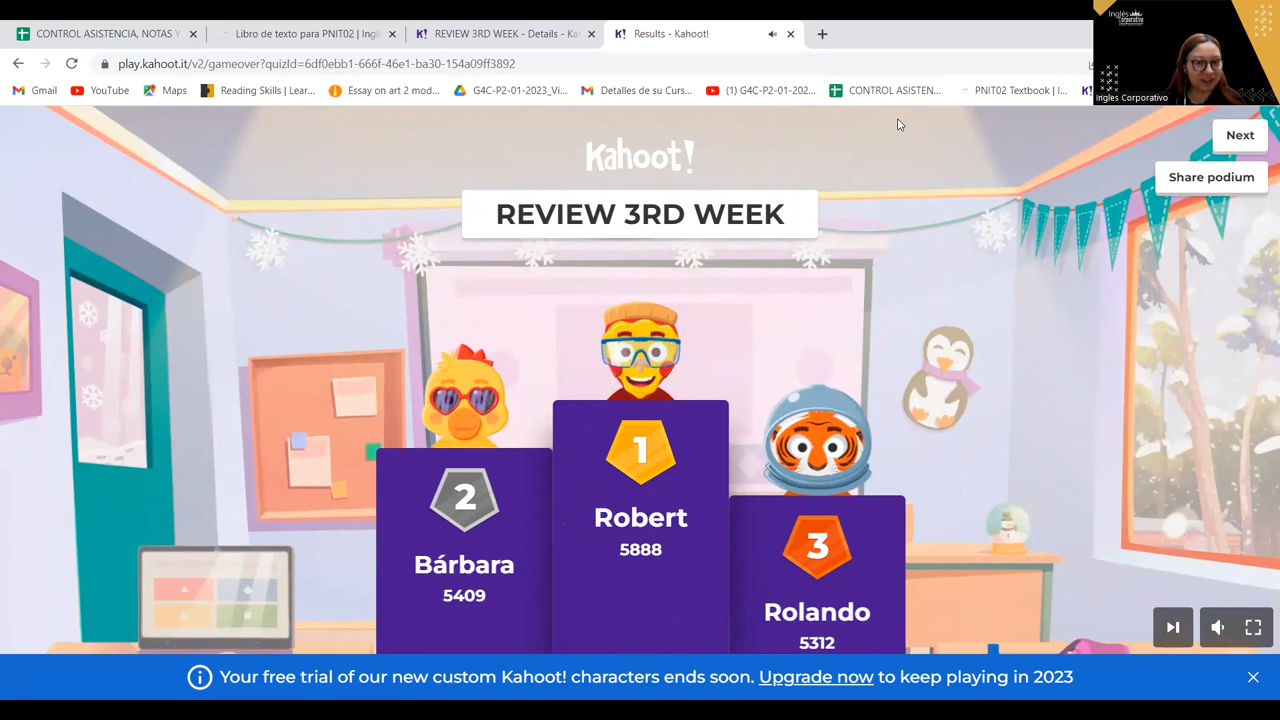 CONTROL ASISTENCIA, NOTAS Y
Libro de texto para PNIT02 | Ingl
REVIEW 3RD WEEK - Details - Ka
Results - Kahoot!
play.kahoot.it/v2/gameover?quizId=6df0ebb1-666f-46e1-ba30-154a09ff3892
Gmail
YouTube
Maps
Reading Skills | Lear...
Essay on art 2 mod...
G4C-P2-01-2023_Vi...
Detalles de su Curs...
(1) G4C-P2-01-202...
CONTROL ASISTEN...
PNIT02 Textbook | I...
Inglés
Corporativo
Ingles Corporativo
Next
Share podium
Kahoot!
REVIEW 3RD WEEK
1
Robert
5888
2
Bárbara
5409
3
Rolando
5312
Your free trial of our new custom Kahoot! characters ends soon. Upgrade now to keep playing in 2023